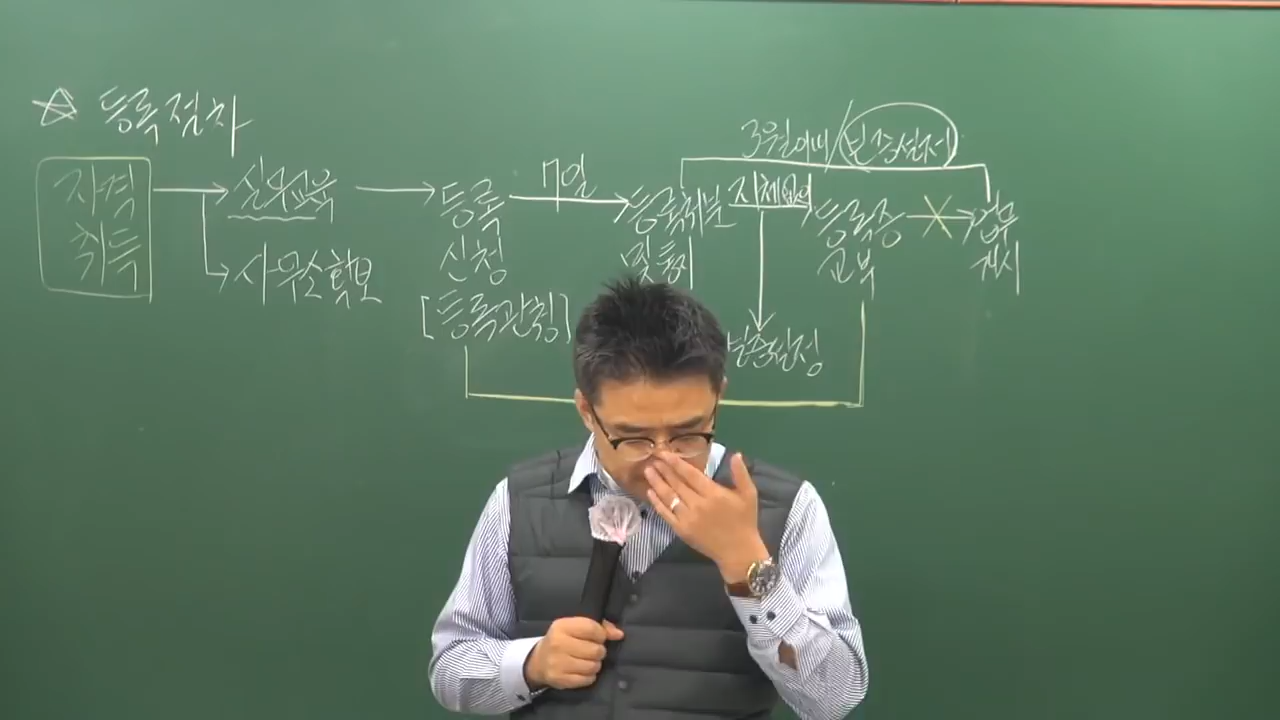 ☆ 등록절차
3월이내/보증설정
자격
취득
실무교육
사무소확보
등록
신청
[등록관청]
7일
등록처분
및 통지
지체없이
보증설정
등록증
교부
업무
개시